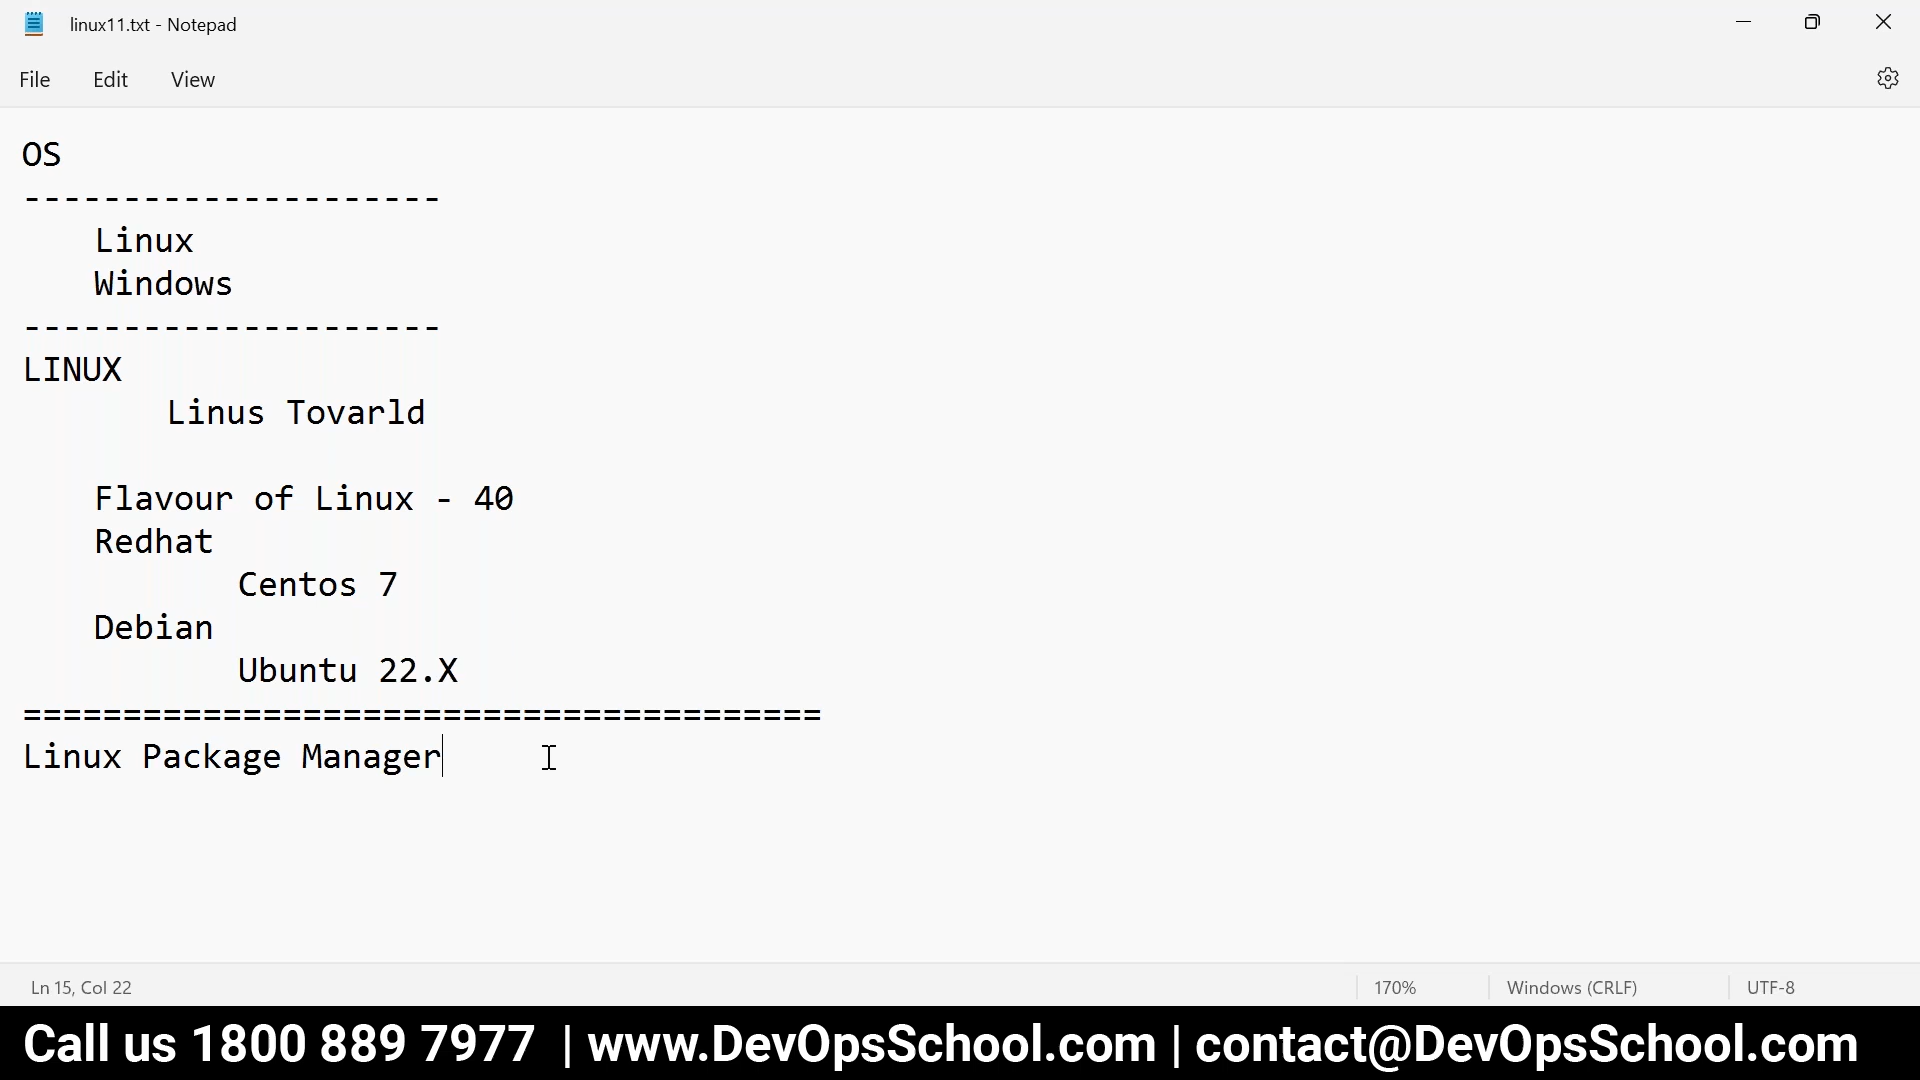 linux11.txt - Notepad
File Edit View
OS
---------------------
Linux
Windows
---------------------
LINUX
Linus Tovarld
Flavour of Linux - 40
Redhat
Centos 7
Debian
Ubuntu 22.X
========================================
Linux Package Manager
Ln 15, Col 22 170% Windows (CRLF) UTF-8
Call us 1800 889 7977 | www.DevOpsSchool.com | contact@DevOpsSchool.com